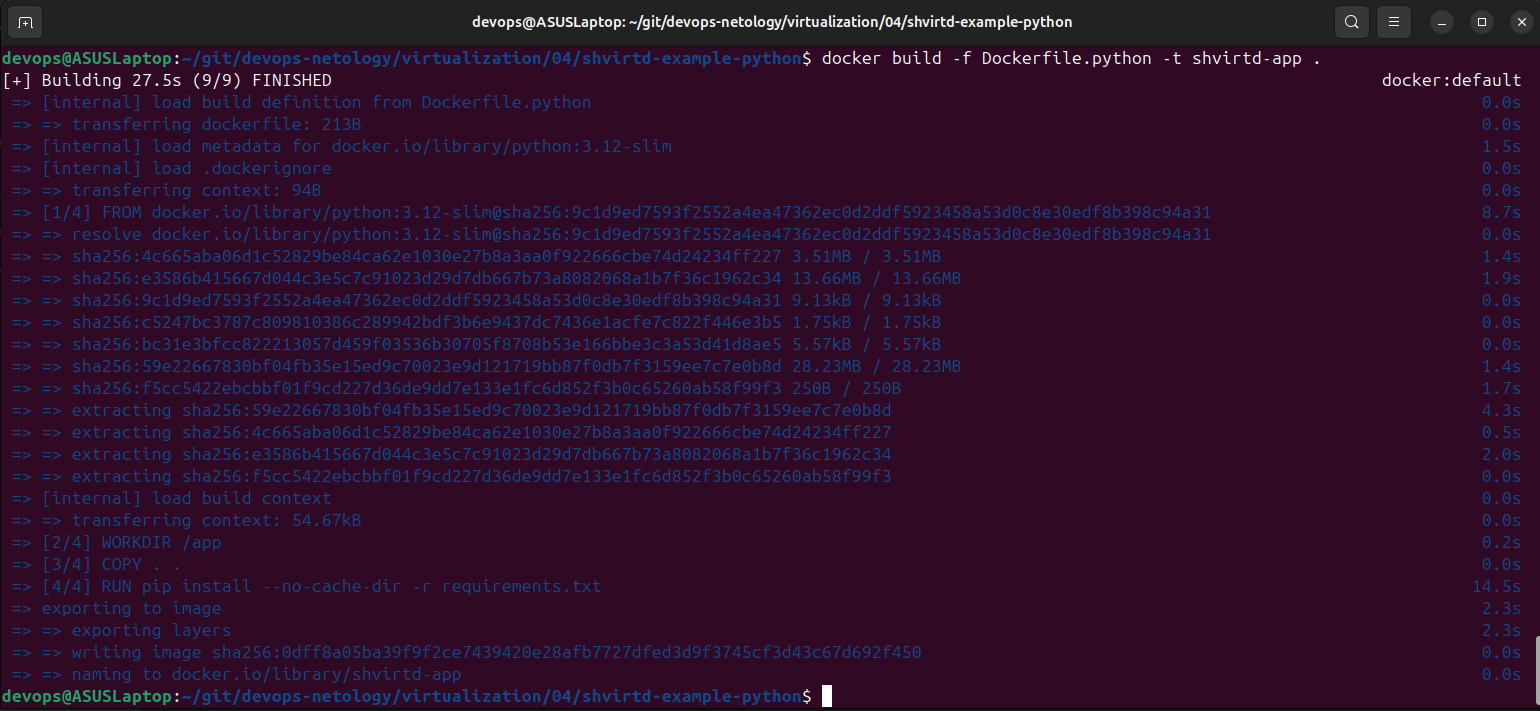 devops@ASUSLaptop: ~/git/devops-netology/virtualization/04/shvirtd-example-python
devops@ASUSLaptop:~/git/devops-netology/virtualization/04/shvirtd-example-python$ docker build -f Dockerfile.python -t shvirtd-app .
[+] Building 27.5s (9/9) FINISHED docker:default
=> [internal] load build definition from Dockerfile.python 0.0s
=> => transferring dockerfile: 213B 0.0s
=> [internal] load metadata for docker.io/library/python:3.12-slim 1.5s
=> [internal] load .dockerignore 0.0s
=> => transferring context: 94B 0.0s
=> [1/4] FROM docker.io/library/python:3.12-slim@sha256:9c1d9ed7593f2552a4ea47362ec0d2ddf5923458a53d0c8e30edf8b398c94a31 8.7s
=> => resolve docker.io/library/python:3.12-slim@sha256:9c1d9ed7593f2552a4ea47362ec0d2ddf5923458a53d0c8e30edf8b398c94a31 0.0s
=> => sha256:4c665aba06d1c52829be84ca62e1030e27b8a3aa0f922666cbe74d24234ff227 3.51MB / 3.51MB 1.4s
=> => sha256:e3586b415667d044c3e5c7c91023d29d7db667b73a8082068a1b7f36c1962c34 13.66MB / 13.66MB 1.9s
=> => sha256:9c1d9ed7593f2552a4ea47362ec0d2ddf5923458a53d0c8e30edf8b398c94a31 9.13kB / 9.13kB 0.0s
=> => sha256:c5247bc3787c809810386c289942bdf3b6e9437dc7436e1acfe7c822f446e3b5 1.75kB / 1.75kB 0.0s
=> => sha256:bc31e3bfcc822213057d459f03536b30705f8708b53e166bbe3c3a53d41d8ae5 5.57kB / 5.57kB 0.0s
=> => sha256:59e22667830bf04fb35e15ed9c70023e9d121719bb87f0db7f3159ee7c7e0b8d 28.23MB / 28.23MB 1.4s
=> => sha256:f5cc5422ebcbbf01f9cd227d36de9dd7e133e1fc6d852f3b0c65260ab58f99f3 250B / 250B 1.7s
=> => extracting sha256:59e22667830bf04fb35e15ed9c70023e9d121719bb87f0db7f3159ee7c7e0b8d 4.3s
=> => extracting sha256:4c665aba06d1c52829be84ca62e1030e27b8a3aa0f922666cbe74d24234ff227 0.5s
=> => extracting sha256:e3586b415667d044c3e5c7c91023d29d7db667b73a8082068a1b7f36c1962c34 2.0s
=> => extracting sha256:f5cc5422ebcbbf01f9cd227d36de9dd7e133e1fc6d852f3b0c65260ab58f99f3 0.0s
=> [internal] load build context 0.0s
=> => transferring context: 54.67kB 0.0s
=> [2/4] WORKDIR /app 0.2s
=> [3/4] COPY . . 0.0s
=> [4/4] RUN pip install --no-cache-dir -r requirements.txt 14.5s
=> exporting to image 2.3s
=> => exporting layers 2.3s
=> => writing image sha256:0dff8a05ba39f9f2ce7439420e28afb7727dfed3d9f3745cf3d43c67d692f450 0.0s
=> => naming to docker.io/library/shvirtd-app 0.0s
devops@ASUSLaptop:~/git/devops-netology/virtualization/04/shvirtd-example-python$